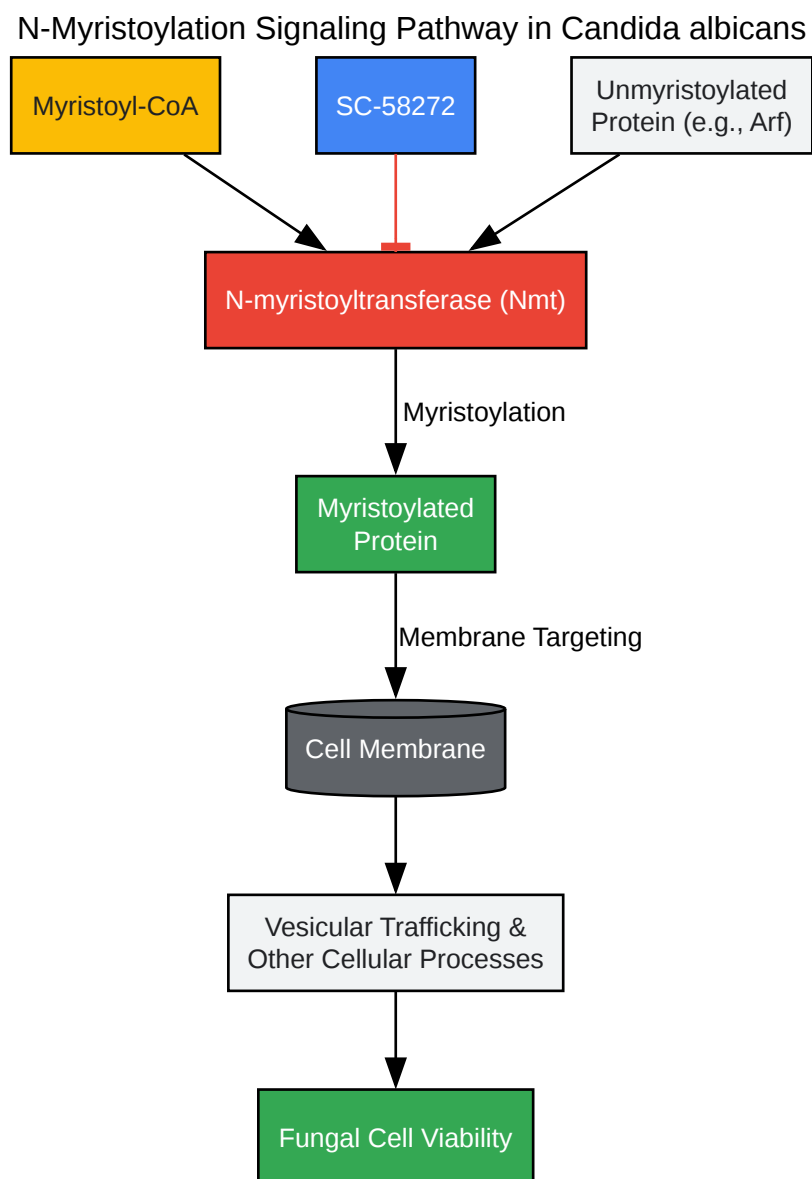 N-Myristoylation Signaling Pathway in Candida albicans
Myristoyl-CoA
SC-58272
Unmyristoylated
Protein (e.g., Arf)
N-myristoyltransferase (Nmt)
Myristoylation
Myristoylated
Protein
Membrane Targeting
Cell Membrane
Vesicular Trafficking &
Other Cellular Processes
Fungal Cell Viability